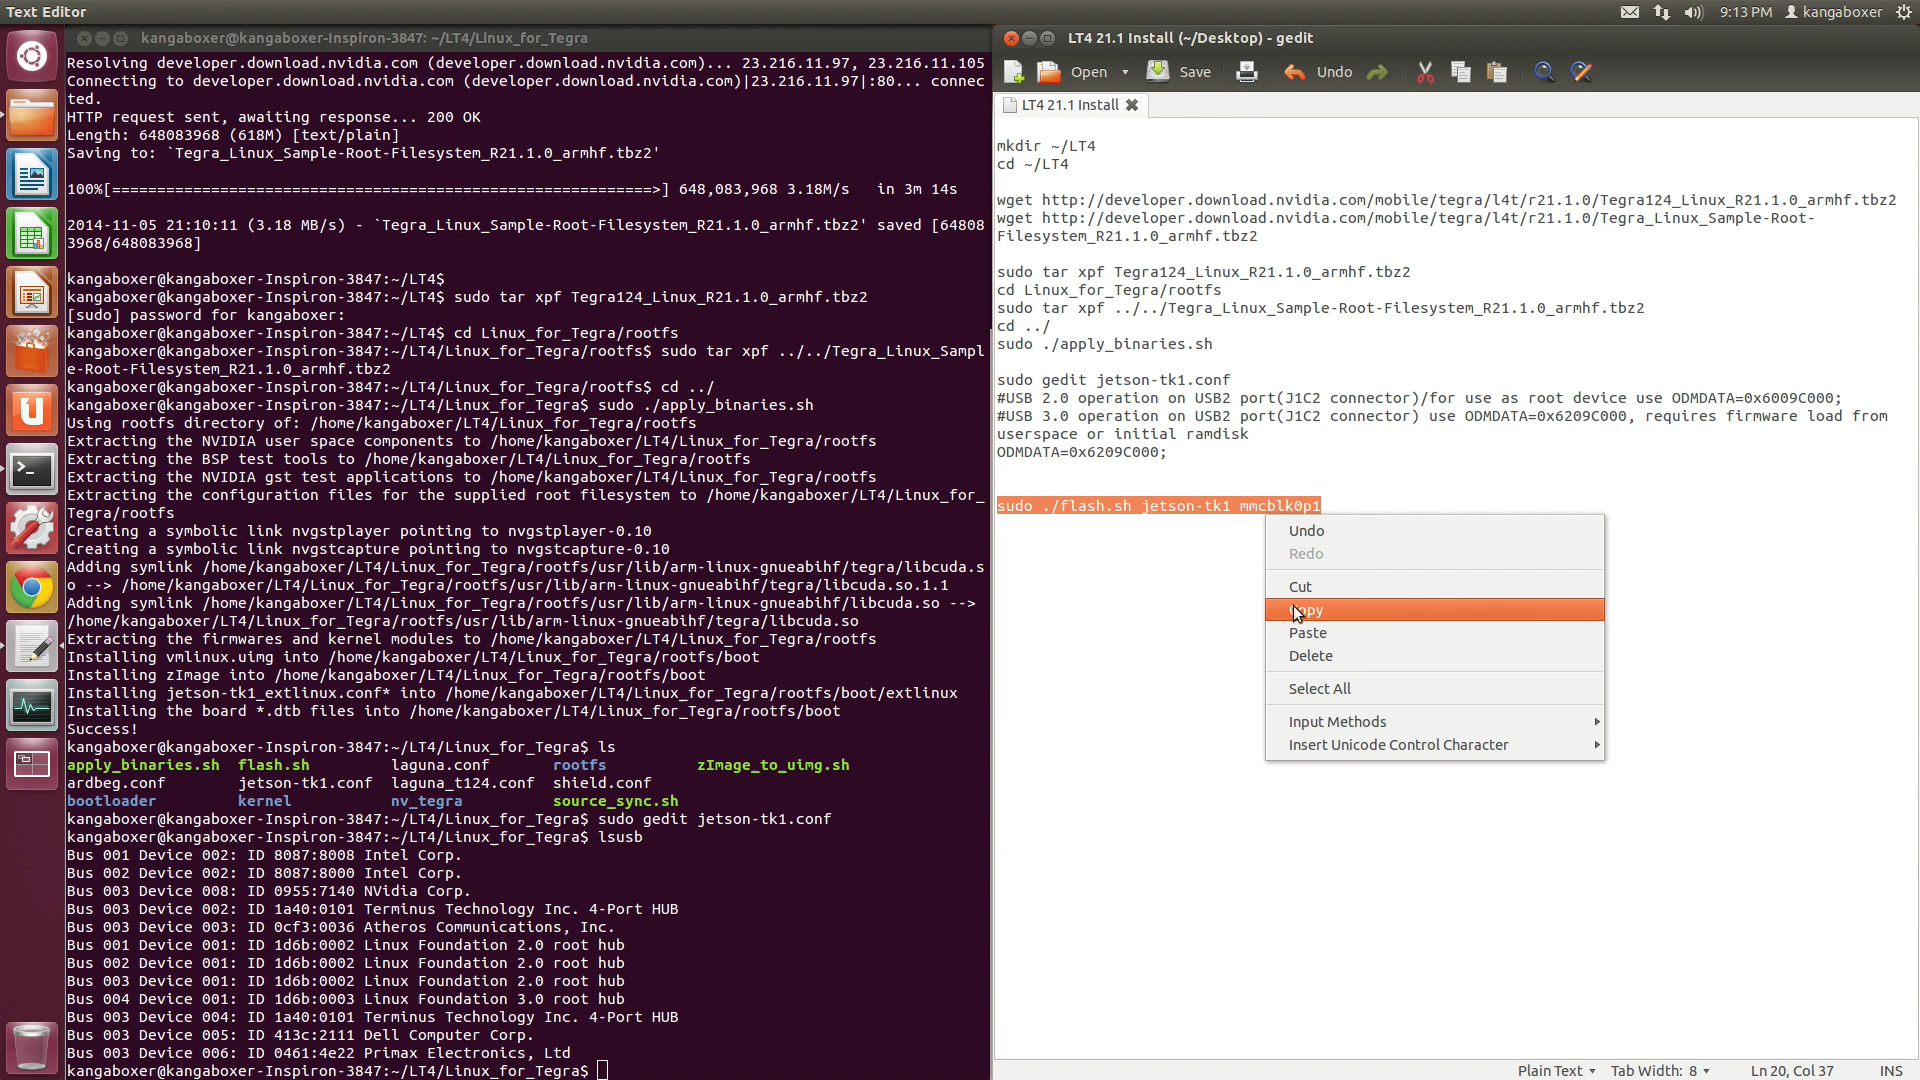 Text Editor
9:13 PM
kangaboxer
kangaboxer@kangaboxer-Inspiron-3847: ~/LT4/Linux_for_Tegra
Resolving developer.download.nvidia.com (developer.download.nvidia.com)... 23.216.11.97, 23.216.11.105
Connecting to developer.download.nvidia.com (developer.download.nvidia.com)|23.216.11.97|:80... connec
ted.
HTTP request sent, awaiting response... 200 OK
Length: 648083968 (618M) [text/plain]
Saving to: `Tegra_Linux_Sample-Root-Filesystem_R21.1.0_armhf.tbz2'
100%[============================================================>] 648,083,968 3.18M/s   in 3m 14s
2014-11-05 21:10:11 (3.18 MB/s) - `Tegra_Linux_Sample-Root-Filesystem_R21.1.0_armhf.tbz2' saved [64808
3968/648083968]
kangaboxer@kangaboxer-Inspiron-3847:~/LT4$
kangaboxer@kangaboxer-Inspiron-3847:~/LT4$ sudo tar xpf Tegra124_Linux_R21.1.0_armhf.tbz2
[sudo] password for kangaboxer:
kangaboxer@kangaboxer-Inspiron-3847:~/LT4$ cd Linux_for_Tegra/rootfs
kangaboxer@kangaboxer-Inspiron-3847:~/LT4/Linux_for_Tegra/rootfs$ sudo tar xpf ../../Tegra_Linux_Sampl
e-Root-Filesystem_R21.1.0_armhf.tbz2
kangaboxer@kangaboxer-Inspiron-3847:~/LT4/Linux_for_Tegra/rootfs$ cd ../
kangaboxer@kangaboxer-Inspiron-3847:~/LT4/Linux_for_Tegra$ sudo ./apply_binaries.sh
Using rootfs directory of: /home/kangaboxer/LT4/Linux_for_Tegra/rootfs
Extracting the NVIDIA user space components to /home/kangaboxer/LT4/Linux_for_Tegra/rootfs
Extracting the BSP test tools to /home/kangaboxer/LT4/Linux_for_Tegra/rootfs
Extracting the NVIDIA gst test applications to /home/kangaboxer/LT4/Linux_for_Tegra/rootfs
Extracting the configuration files for the supplied root filesystem to /home/kangaboxer/LT4/Linux_for_
Tegra/rootfs
Creating a symbolic link nvgstplayer pointing to nvgstplayer-0.10
Creating a symbolic link nvgstcapture pointing to nvgstcapture-0.10
Adding symlink /home/kangaboxer/LT4/Linux_for_Tegra/rootfs/usr/lib/arm-linux-gnueabihf/tegra/libcuda.s
o --> /home/kangaboxer/LT4/Linux_for_Tegra/rootfs/usr/lib/arm-linux-gnueabihf/tegra/libcuda.so.1.1
Adding symlink /home/kangaboxer/LT4/Linux_for_Tegra/rootfs/usr/lib/arm-linux-gnueabihf/libcuda.so -->
/home/kangaboxer/LT4/Linux_for_Tegra/rootfs/usr/lib/arm-linux-gnueabihf/tegra/libcuda.so
Extracting the firmwares and kernel modules to /home/kangaboxer/LT4/Linux_for_Tegra/rootfs
Installing vmlinux.uimg into /home/kangaboxer/LT4/Linux_for_Tegra/rootfs/boot
Installing zImage into /home/kangaboxer/LT4/Linux_for_Tegra/rootfs/boot
Installing jetson-tk1_extlinux.conf* into /home/kangaboxer/LT4/Linux_for_Tegra/rootfs/boot/extlinux
Installing the board *.dtb files into /home/kangaboxer/LT4/Linux_for_Tegra/rootfs/boot
Success!
kangaboxer@kangaboxer-Inspiron-3847:~/LT4/Linux_for_Tegra$ ls
apply_binaries.sh  flash.sh         laguna.conf       rootfs          zImage_to_uimg.sh
ardbeg.conf        jetson-tk1.conf  laguna_t124.conf  shield.conf
bootloader         kernel           nv_tegra          source_sync.sh
kangaboxer@kangaboxer-Inspiron-3847:~/LT4/Linux_for_Tegra$ sudo gedit jetson-tk1.conf
kangaboxer@kangaboxer-Inspiron-3847:~/LT4/Linux_for_Tegra$ lsusb
Bus 001 Device 002: ID 8087:8008 Intel Corp.
Bus 002 Device 002: ID 8087:8000 Intel Corp.
Bus 003 Device 008: ID 0955:7140 NVidia Corp.
Bus 003 Device 002: ID 1a40:0101 Terminus Technology Inc. 4-Port HUB
Bus 003 Device 003: ID 0cf3:0036 Atheros Communications, Inc.
Bus 001 Device 001: ID 1d6b:0002 Linux Foundation 2.0 root hub
Bus 002 Device 001: ID 1d6b:0002 Linux Foundation 2.0 root hub
Bus 003 Device 001: ID 1d6b:0002 Linux Foundation 2.0 root hub
Bus 004 Device 001: ID 1d6b:0003 Linux Foundation 3.0 root hub
Bus 003 Device 004: ID 1a40:0101 Terminus Technology Inc. 4-Port HUB
Bus 003 Device 005: ID 413c:2111 Dell Computer Corp.
Bus 003 Device 006: ID 0461:4e22 Primax Electronics, Ltd
kangaboxer@kangaboxer-Inspiron-3847:~/LT4/Linux_for_Tegra$
LT4 21.1 Install (~/Desktop) - gedit
Open Save Undo
LT4 21.1 Install
mkdir ~/LT4
cd ~/LT4
wget http://developer.download.nvidia.com/mobile/tegra/l4t/r21.1.0/Tegra124_Linux_R21.1.0_armhf.tbz2
wget http://developer.download.nvidia.com/mobile/tegra/l4t/r21.1.0/Tegra_Linux_Sample-Root-
Filesystem_R21.1.0_armhf.tbz2
sudo tar xpf Tegra124_Linux_R21.1.0_armhf.tbz2
cd Linux_for_Tegra/rootfs
sudo tar xpf ../../Tegra_Linux_Sample-Root-Filesystem_R21.1.0_armhf.tbz2
cd ../
sudo ./apply_binaries.sh
sudo gedit jetson-tk1.conf
#USB 2.0 operation on USB2 port(J1C2 connector)/for use as root device use ODMDATA=0x6009C000;
#USB 3.0 operation on USB2 port(J1C2 connector) use ODMDATA=0x6209C000, requires firmware load from
userspace or initial ramdisk
ODMDATA=0x6209C000;
sudo ./flash.sh jetson-tk1 mmcblk0p1
Undo
Redo
Cut
Copy
Paste
Delete
Select All
Input Methods
Insert Unicode Control Character
Plain Text Tab Width: 8 Ln 20, Col 37 INS